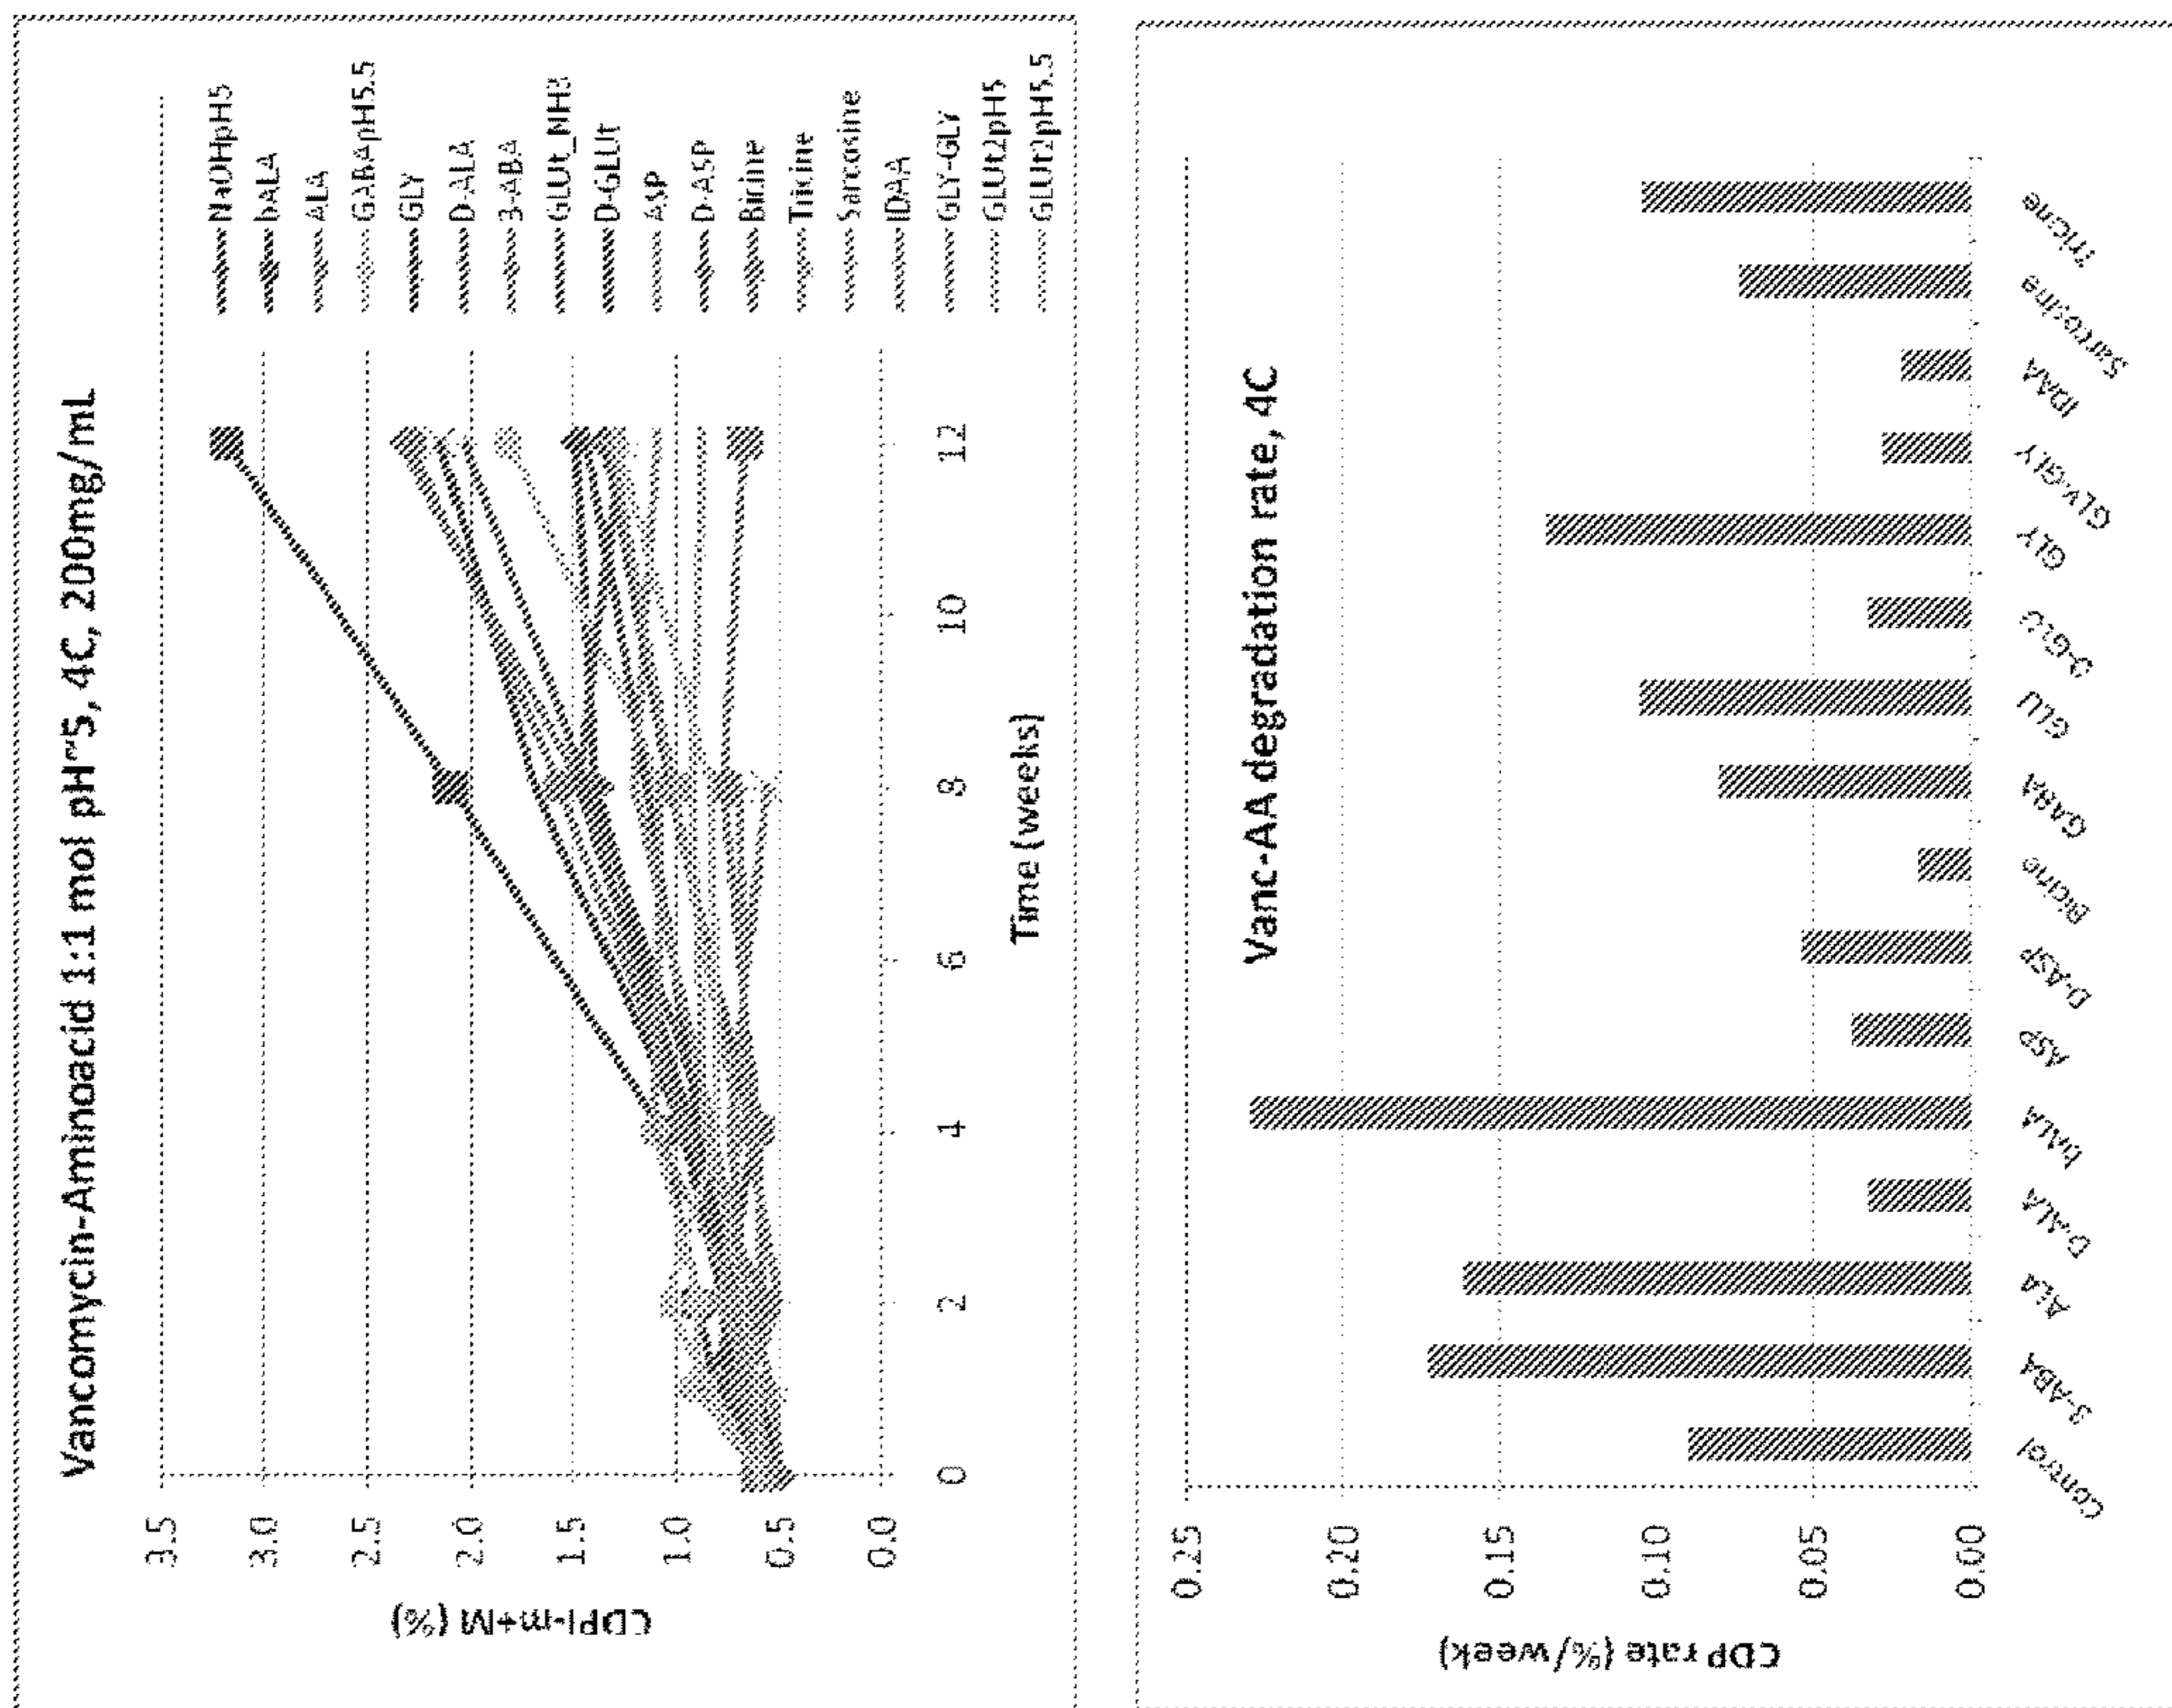 Vancomycin-Aminoacid 1:1 mol pH~5, 4C, 200mg/mL
CDPI-m+M (%)
3.5
3.0
2.5
2.0
1.5
1.0
0.5
0.0
0
2
4
6
8
10
12
Time (weeks)
NaOHpH5
bALA
ALA
GABApH5.5
GLY
D-ALA
3-ABA
GLUt_NH3
D-GLUt
ASP
D-ASP
Bicine
Tricine
Sarcosine
IDAA
GLY-GLY
GLUt2pH5
GLUt2pH5.5
Vanc-AA degradation rate, 4C
CDP rate (%/week)
0.25
0.20
0.15
0.10
0.05
0.00
Control
3-ABA
ALA
D-ALA
bALA
ASP
D-ASP
Bicine
GABA
GLU
D-GLU
GLY
GLY-GLY
IDAA
Sarcosine
Tricine